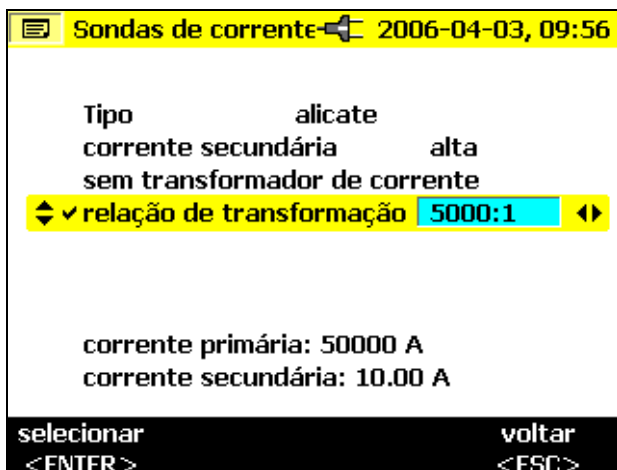 Sondas de corrente 2006-04-03, 09:56
Tipo alicate
corrente secundária alta
sem transformador de corrente
relação de transformação 5000:1
corrente primária: 50000 A
corrente secundária: 10.00 A
selecionar voltar
<ENTER> <ESC>